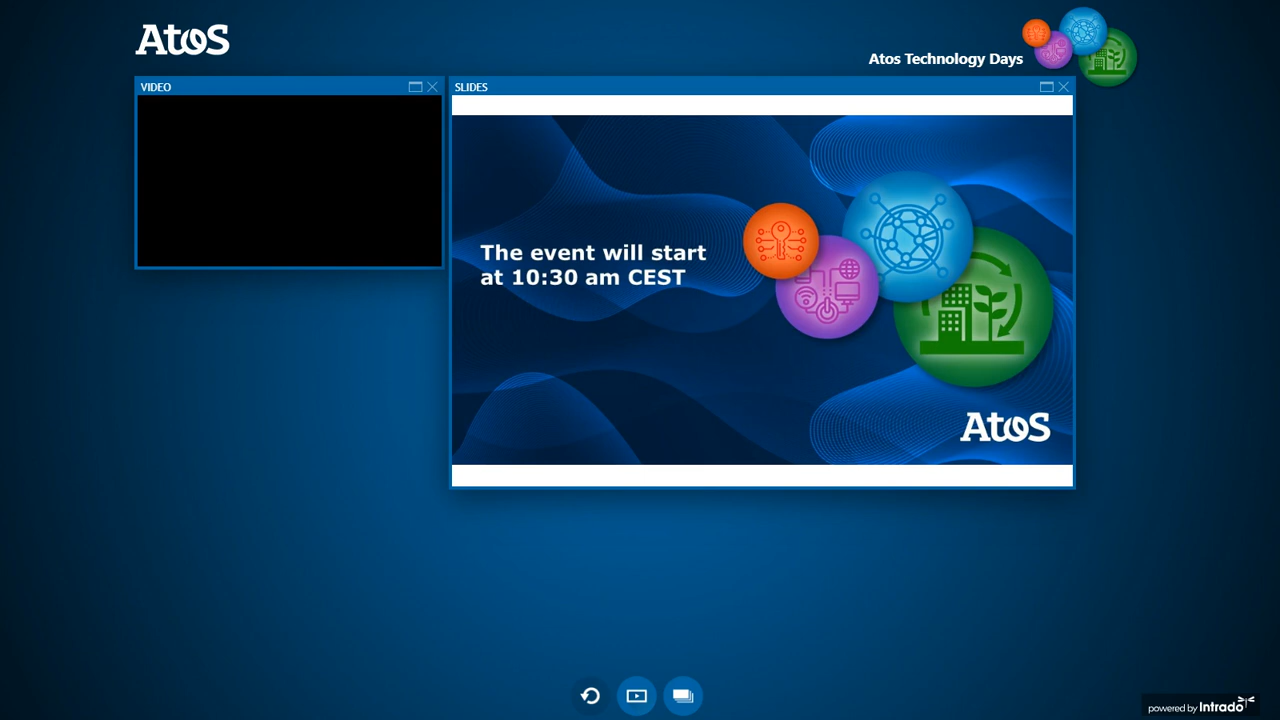 Atos
Atos Technology Days
VIDEO
SLIDES
The event will start
at 10:30 am CEST
Atos
powered by Intrado